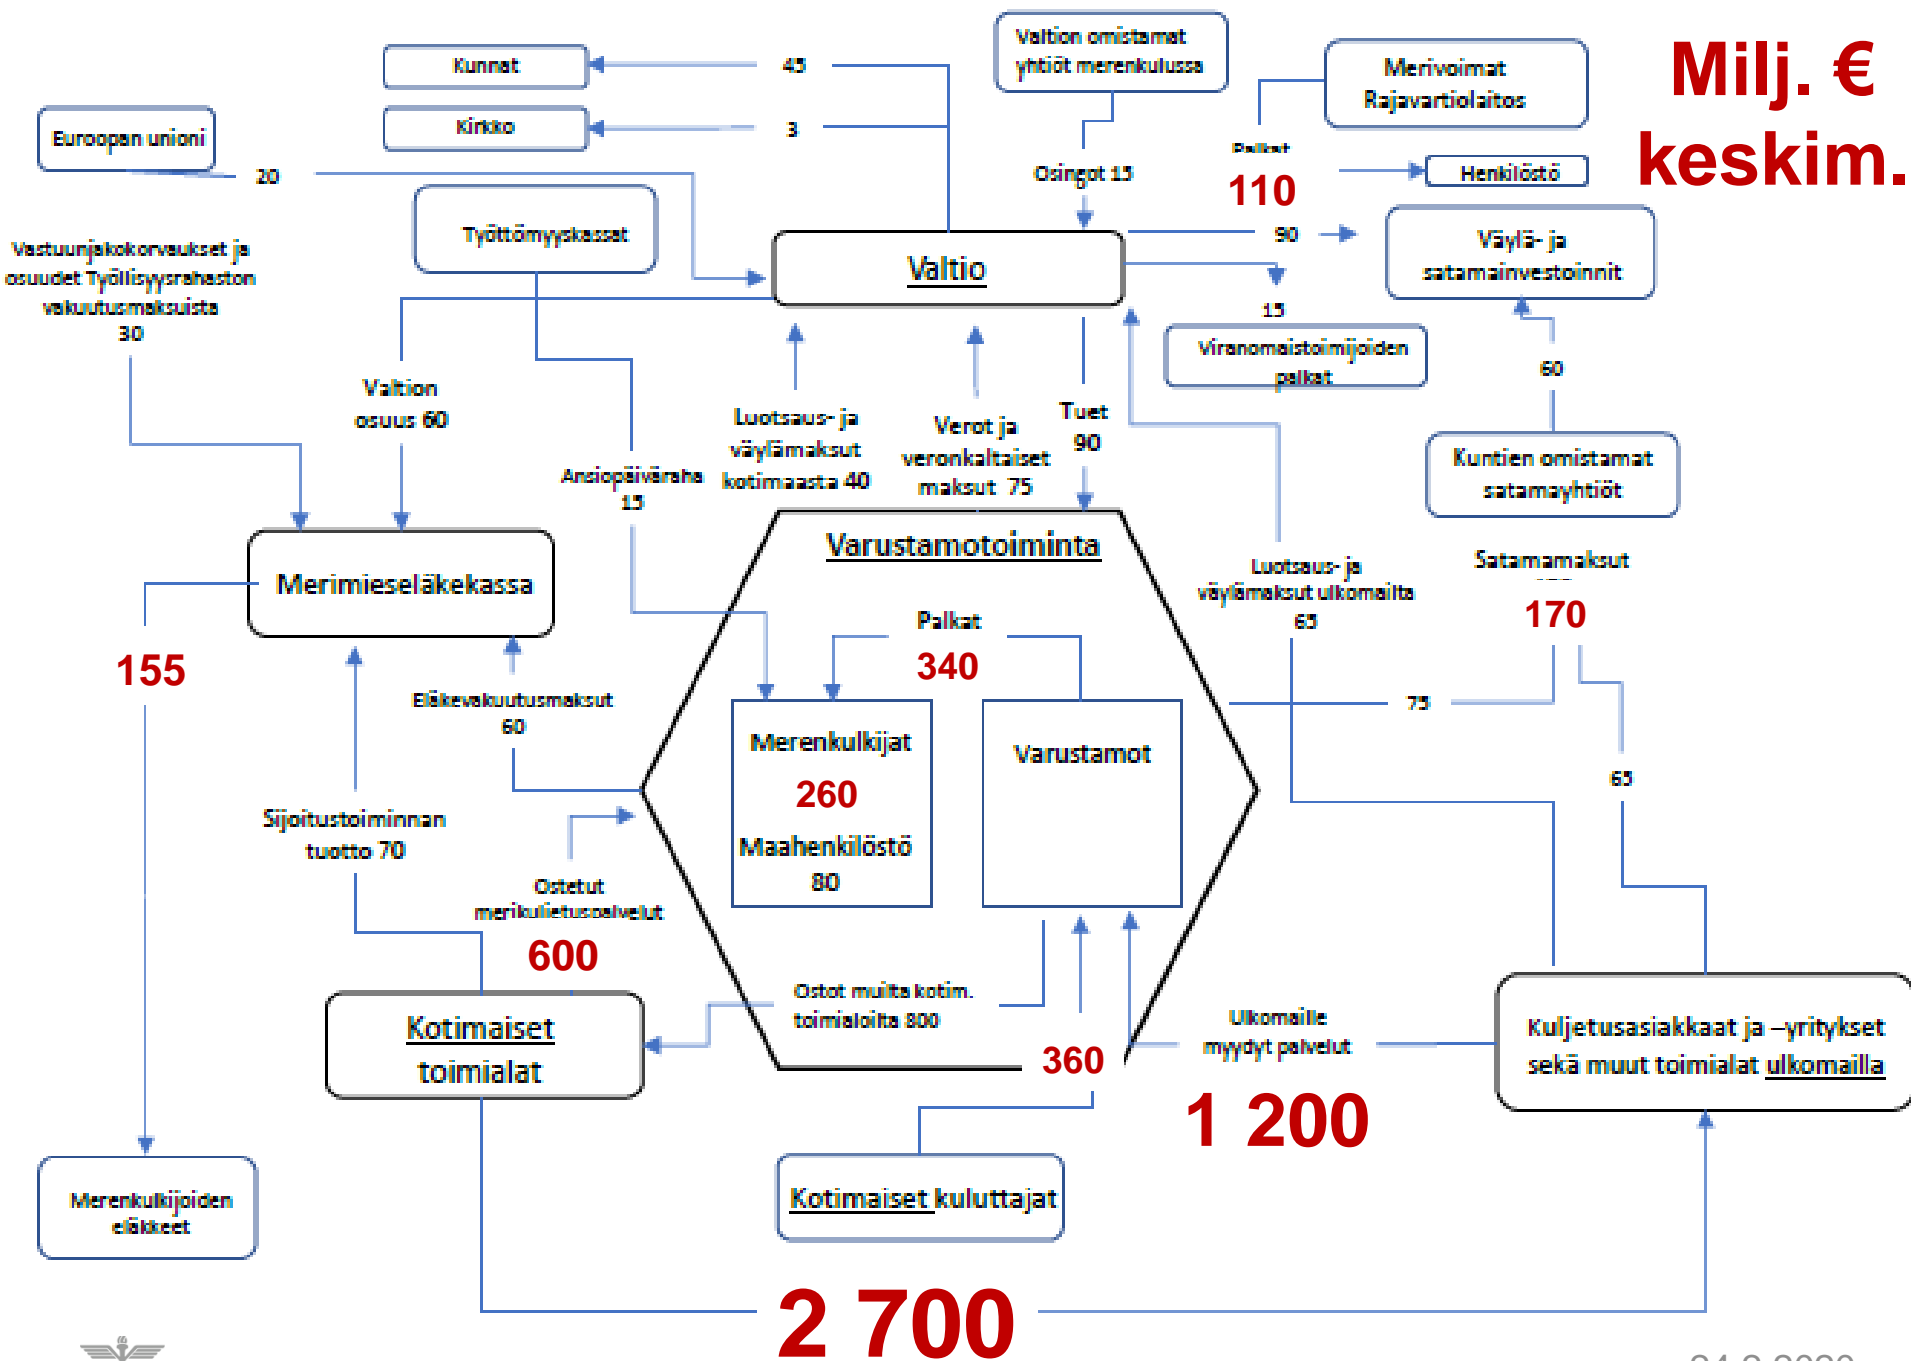 Milj. €
keskim.
Kunnat
45
Kirkko
3
Valtion omistamat
yhtiöt merenkulussa
Merivoimat
Rajavartiolaitos
Euroopan unioni
20
Osingot 15
Palkat
110
Henkilöstö
Työttömyyskassat
Vastuunjakokorvaukset ja
osuudet Työllisyysrahaston
vakuutusmaksuista
30
Valtio
90
Väylä- ja
satamainvestoinnit
15
Viranomaistoimijoiden
palkat
60
Valtion
osuus 60
Luotsaus- ja
väylämaksut
kotimaasta 40
Verot ja
veronkaltaiset
maksut 75
Tuet
90
Kuntien omistamat
satamayhtiöt
Ansiopäiväraha
15
Varustamotoiminta
Merimieseläkekassa
Luotsaus- ja
väylämaksut ulkomailta
65
Satamamaksut
170
155
Palkat
340
Eläkevakuutusmaksut
60
75
Merenkulkijat
260
Maahenkilöstö
80
Varustamot
65
Sijoitustoiminnan
tuotto 70
Ostetut
merikuljetuspalvelut
600
Ostot muilta kotim.
toimialoilta 800
Kotimaiset
toimialat
360
Ulkomaille
myydyt palvelut
1 200
Kuljetusasiakkaat ja –yritykset
sekä muut toimialat ulkomailla
Merenkulkijoiden
eläkkeet
Kotimaiset kuluttajat
2 700